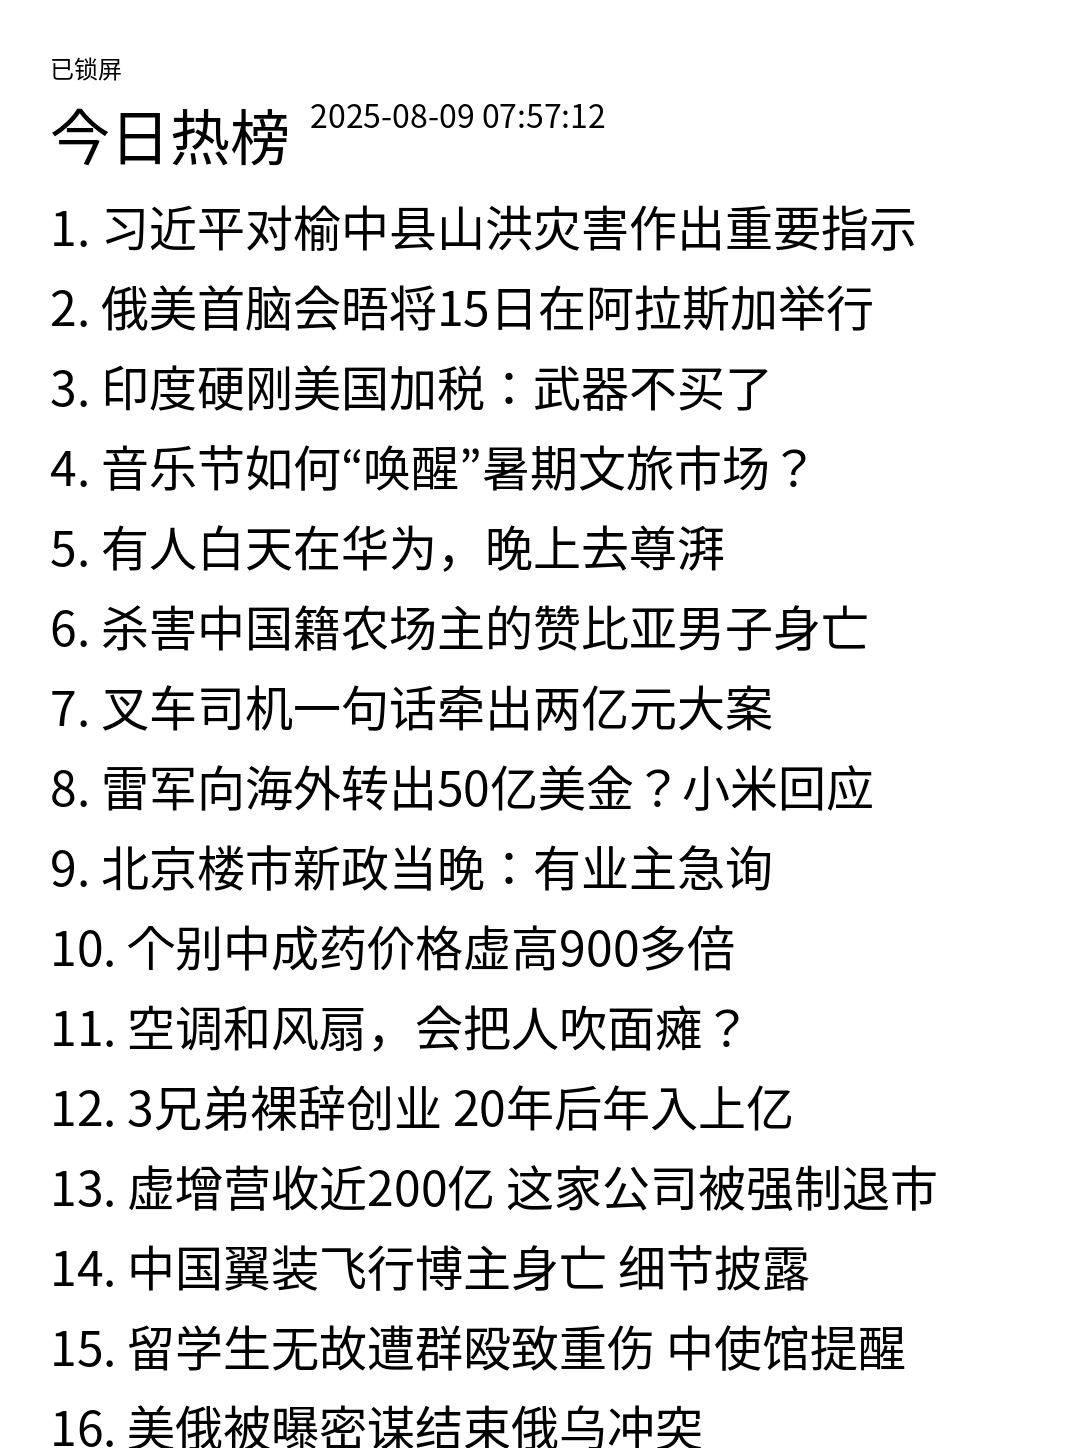 已锁屏
今日热榜 2025-08-09 07:57:12
1. 习近平对榆中县山洪灾害作出重要指示
2. 俄美首脑会晤将15日在阿拉斯加举行
3. 印度硬刚美国加税：武器不买了
4. 音乐节如何“唤醒”暑期文旅市场？
5. 有人白天在华为，晚上去尊湃
6. 杀害中国籍农场主的赞比亚男子身亡
7. 叉车司机一句话牵出两亿元大案
8. 雷军向海外转出50亿美金？小米回应
9. 北京楼市新政当晚：有业主急询
10. 个别中成药价格虚高900多倍
11. 空调和风扇，会把人吹面瘫？
12. 3兄弟裸辞创业 20年后年入上亿
13. 虚增营收近200亿 这家公司被强制退市
14. 中国翼装飞行博主身亡 细节披露
15. 留学生无故遭群殴致重伤 中使馆提醒
16. 美俄被曝密谋结束俄乌冲突